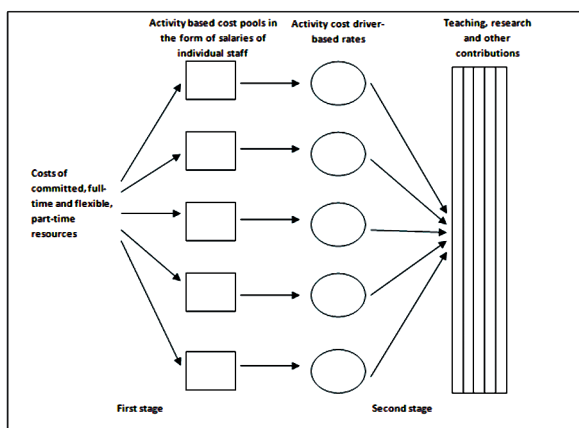 Activity based cost pools in
the form of salaries of
individual staff
Activity cost driver-
based rates
Teaching, research
and other
contributions
Costs of
committed, full-
time and flexible,
part-time
resources
First stage
Second stage